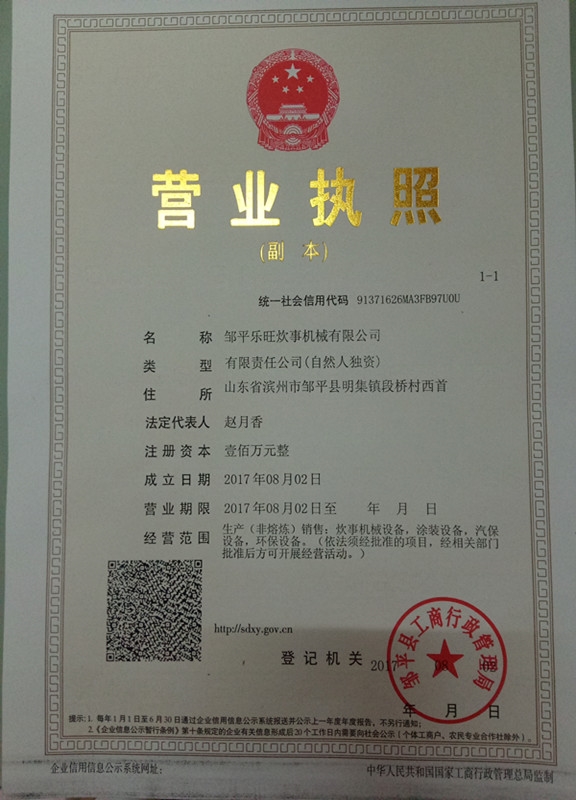 营业执照
(副 本)
1-1
统一社会信用代码 91371626MA3FB97U0U
名称 邹平乐旺炊事机械有限公司
类型 有限责任公司(自然人独资)
住所 山东省滨州市邹平县明集镇段桥村西首
法定代表人 赵月香
注册资本 壹佰万元整
成立日期 2017年08月02日
营业期限 2017年08月02日至 年 月 日
经营范围 生产(非熔炼)销售:炊事机械设备,涂装设备,汽保
设备,环保设备。(依法须经批准的项目,经相关部门
批准后方可开展经营活动。)
http://sdxy.gov.cn
登记机关
邹平县工商行政管理局
2017 08
年 月 日
提示:1. 每年1月1日至6月30日通过企业信用信息公示系统报送并公示上一年度年度报告,不另行通知;
2.《企业信息公示暂行条例》第十条规定的企业有关信息形成后20个工作日内需要向社会公示(个体工商户、农民专业合作社除外)。
企业信用信息公示系统网址:
中华人民共和国国家工商行政管理总局监制